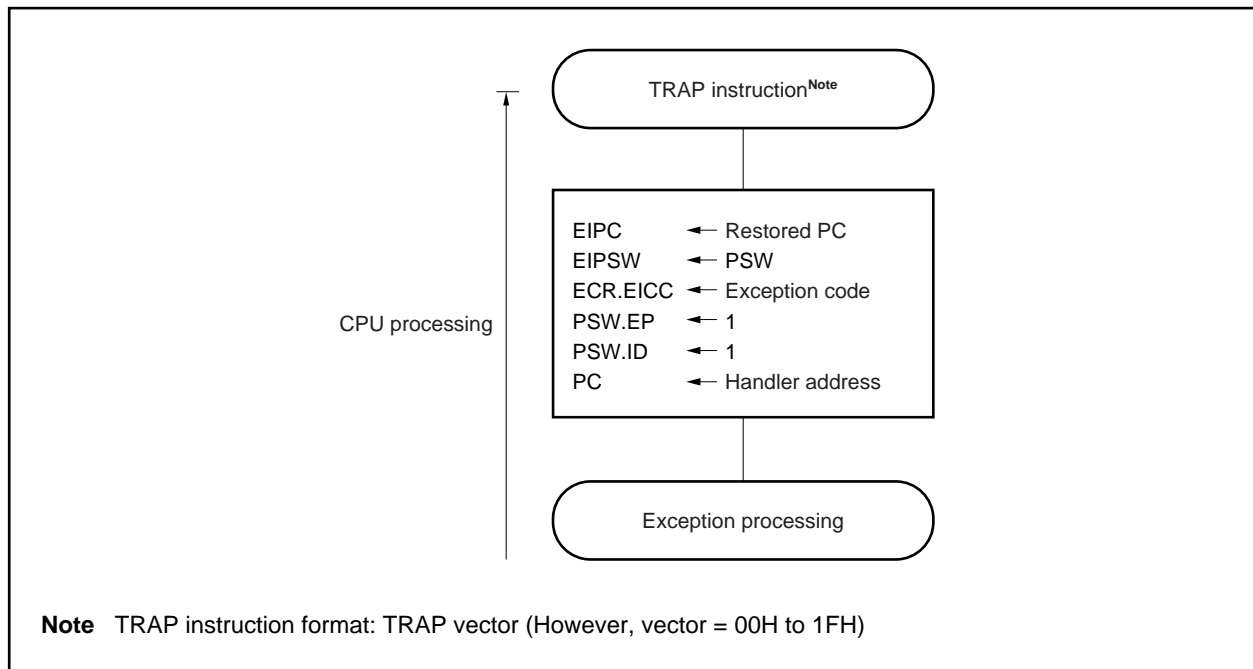 TRAP instructionNote
EIPC ← Restored PC
EIPSW ← PSW
ECR.EICC ← Exception code
PSW.EP ← 1
PSW.ID ← 1
PC ← Handler address
CPU processing
Exception processing
Note TRAP instruction format: TRAP vector (However, vector = 00H to 1FH)